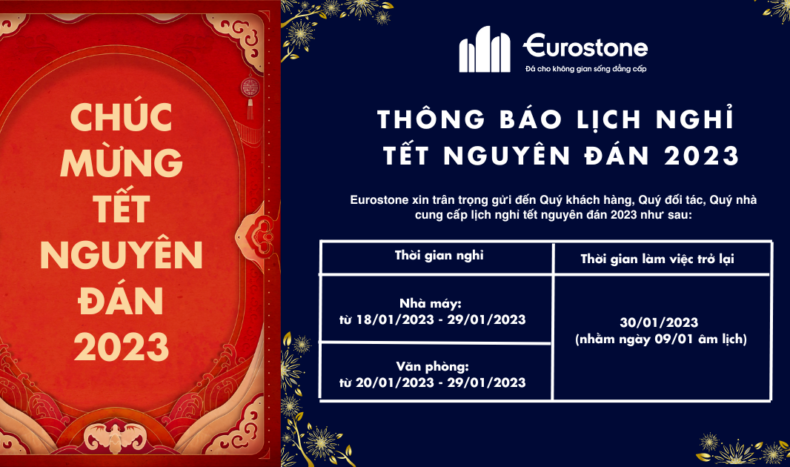 CHÚC
MỪNG
TẾT
NGUYÊN
ĐÁN
2023
Eurostone
Đá cho không gian sống đẳng cấp
THÔNG BÁO LỊCH NGHỈ
TẾT NGUYÊN ĐÁN 2023
Eurostone xin trân trọng gửi đến Quý khách hàng, Quý đối tác, Quý nhà
cung cấp lịch nghỉ tết nguyên đán 2023 như sau:
Thời gian nghỉ
Thời gian làm việc trở lại
Nhà máy:
từ 18/01/2023 - 29/01/2023
30/01/2023
(nhằm ngày 09/01 âm lịch)
Văn phòng:
từ 20/01/2023 - 29/01/2023